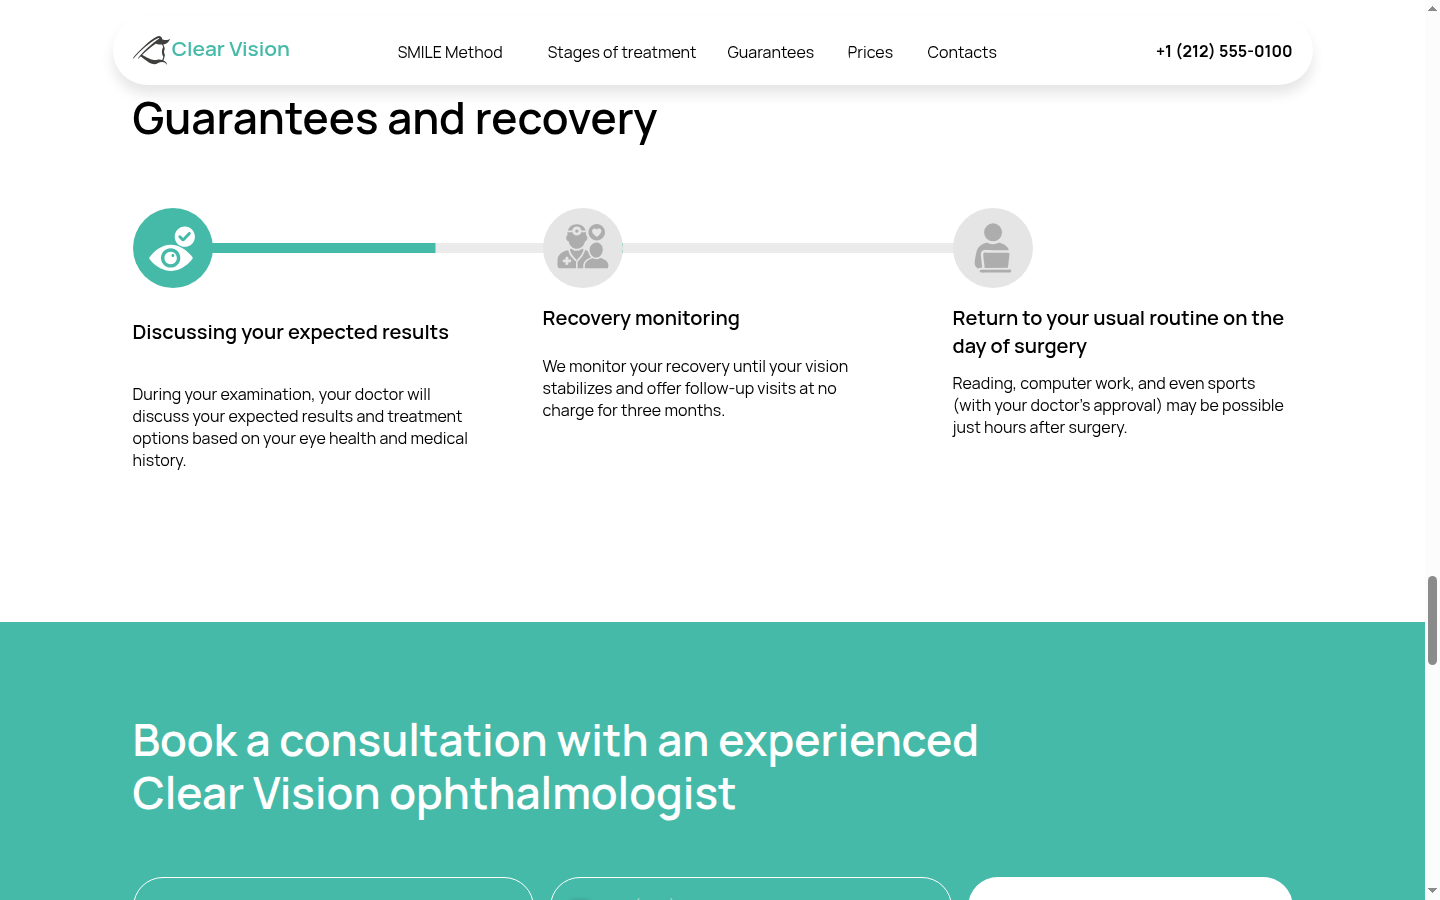 Clear Vision
SMILE Method
Stages of treatment
Guarantees
Prices
Contacts
+1 (212) 555-0100
Guarantees and recovery
Discussing your expected results
During your examination, your doctor will
discuss your expected results and treatment
options based on your eye health and medical
history.
Recovery monitoring
We monitor your recovery until your vision
stabilizes and offer follow-up visits at no
charge for three months.
Return to your usual routine on the
day of surgery
Reading, computer work, and even sports
(with your doctor's approval) may be possible
just hours after surgery.
Book a consultation with an experienced
Clear Vision ophthalmologist